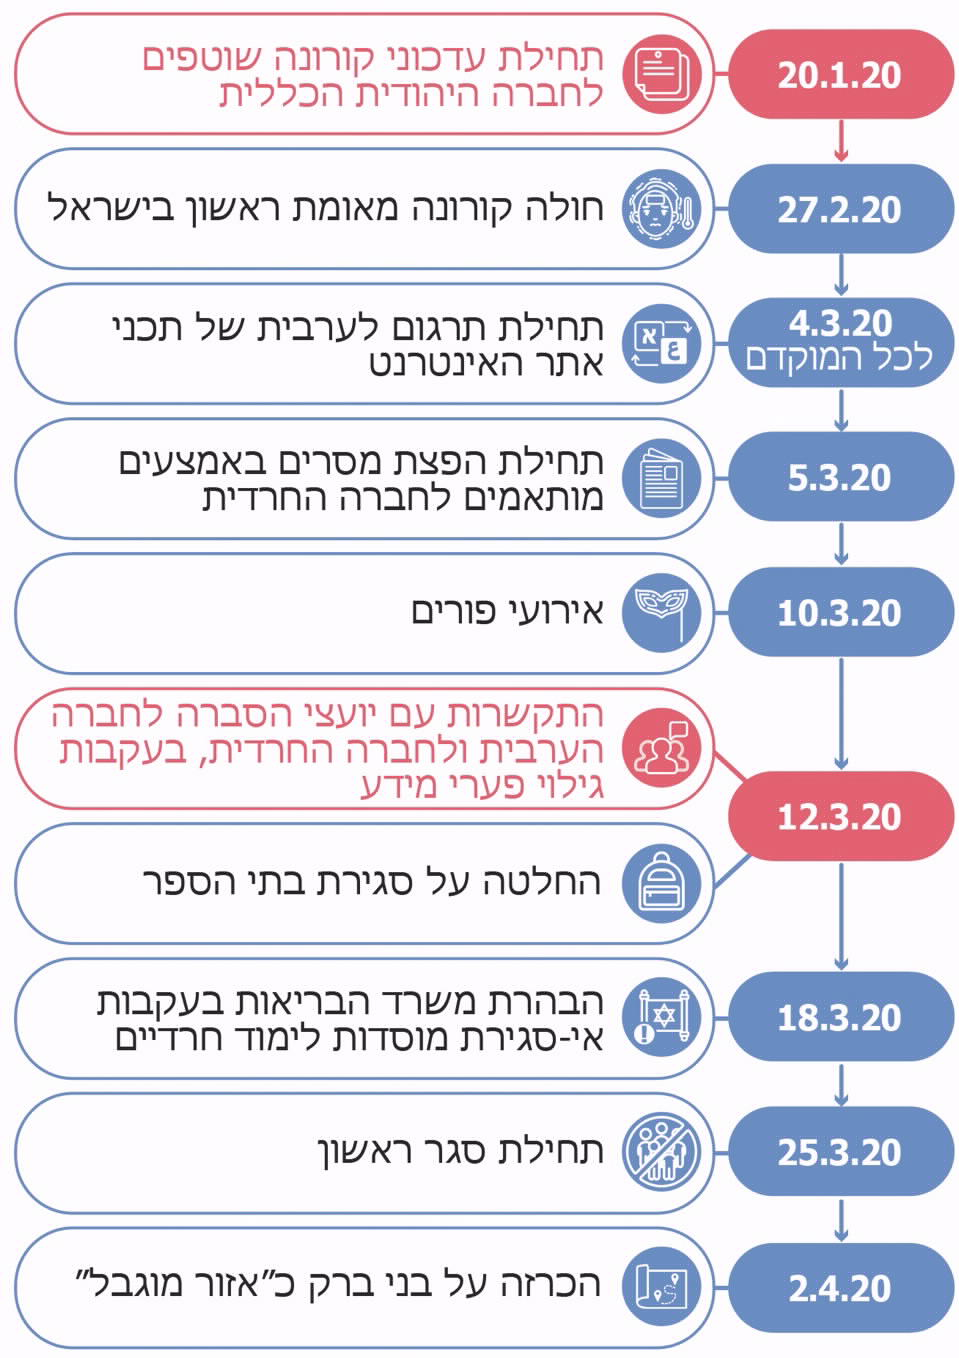 20.1.20
תחילת עדכוני קורונה שוטפים
לחברה היהודית הכללית
27.2.20
חולה קורונה מאומת ראשון בישראל
4.3.20
לכל המוקדם
א
ع
תחילת תרגום לערבית של תכני
אתר האינטרנט
5.3.20
תחילת הפצת מסרים באמצעים
מותאמים לחברה החרדית
10.3.20
אירועי פורים
12.3.20
התקשרות עם יועצי הסברה לחברה
הערבית ולחברה החרדית, בעקבות
גילוי פערי מידע
החלטה על סגירת בתי הספר
18.3.20
הבהרת משרד הבריאות בעקבות
אי-סגירת מוסדות לימוד חרדיים
25.3.20
תחילת סגר ראשון
2.4.20
הכרזה על בני ברק כ"אזור מוגבל"